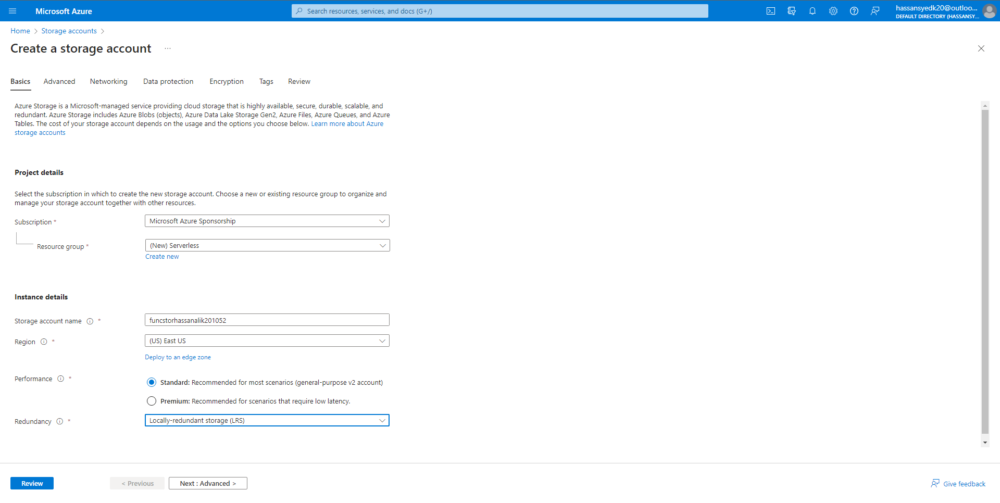 Microsoft Azure
Search resources, services, and docs (G+/)
hassansyedk20@outloo...
DEFAULT DIRECTORY (HASSANSY...
Home > Storage accounts >
Create a storage account ...
Basics Advanced Networking Data protection Encryption Tags Review
Azure Storage is a Microsoft-managed service providing cloud storage that is highly available, secure, durable, scalable, and
redundant. Azure Storage includes Azure Blobs (objects), Azure Data Lake Storage Gen2, Azure Files, Azure Queues, and Azure
Tables. The cost of your storage account depends on the usage and the options you choose below. Learn more about Azure
storage accounts
Project details
Select the subscription in which to create the new storage account. Choose a new or existing resource group to organize and
manage your storage account together with other resources.
Subscription * Microsoft Azure Sponsorship
Resource group * (New) Serverless
Create new
Instance details
Storage account name * funcstorhassanalik201052
Region * (US) East US
Deploy to an edge zone
Performance *
Standard: Recommended for most scenarios (general-purpose v2 account)
Premium: Recommended for scenarios that require low latency.
Redundancy * Locally-redundant storage (LRS)
Review < Previous Next : Advanced > Give feedback